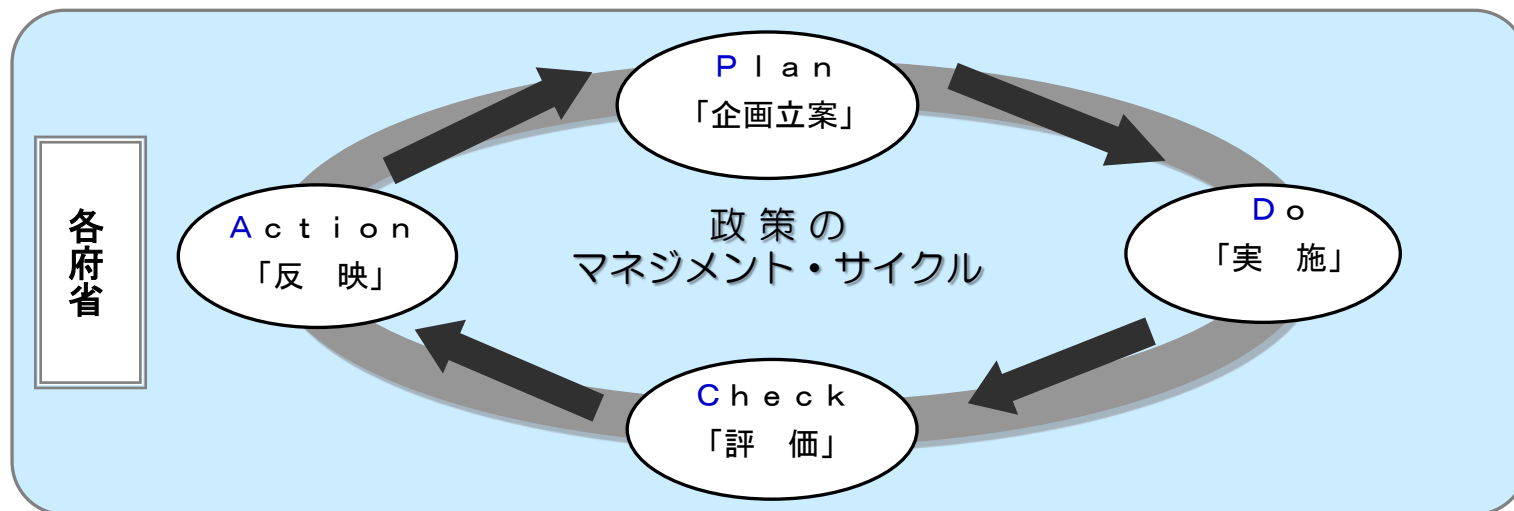 Ｐｌａｎ
「企画立案」
Ｄｏ
「実　施」
Ｃｈｅｃｋ
「評　価」
Ａｃｔｉｏｎ
「反　映」
政 策 の
マネジメント・サイクル
各府省